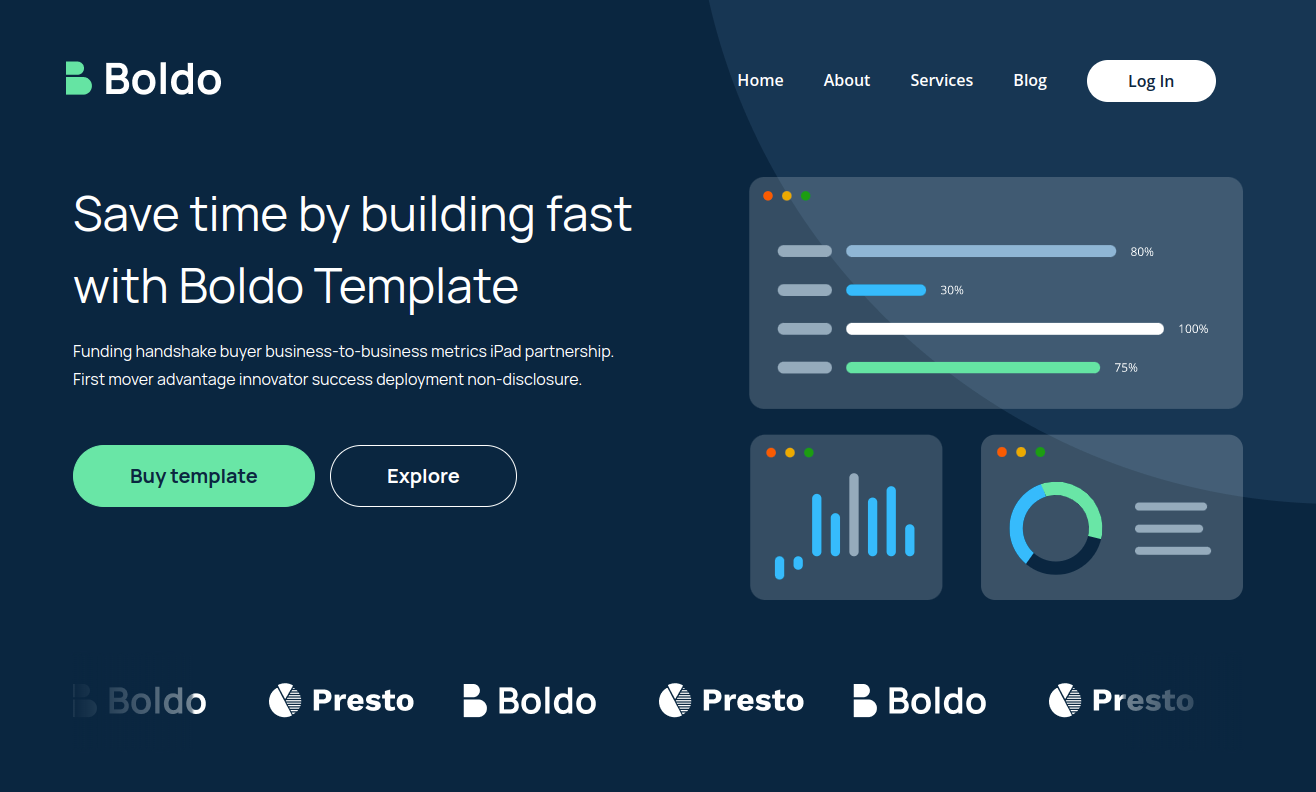 Boldo
Home About Services Blog Log In
Save time by building fast
with Boldo Template
Funding handshake buyer business-to-business metrics iPad partnership.
First mover advantage innovator success deployment non-disclosure.
Buy template Explore
80%
30%
100%
75%
Boldo Presto Boldo Presto Boldo Presto